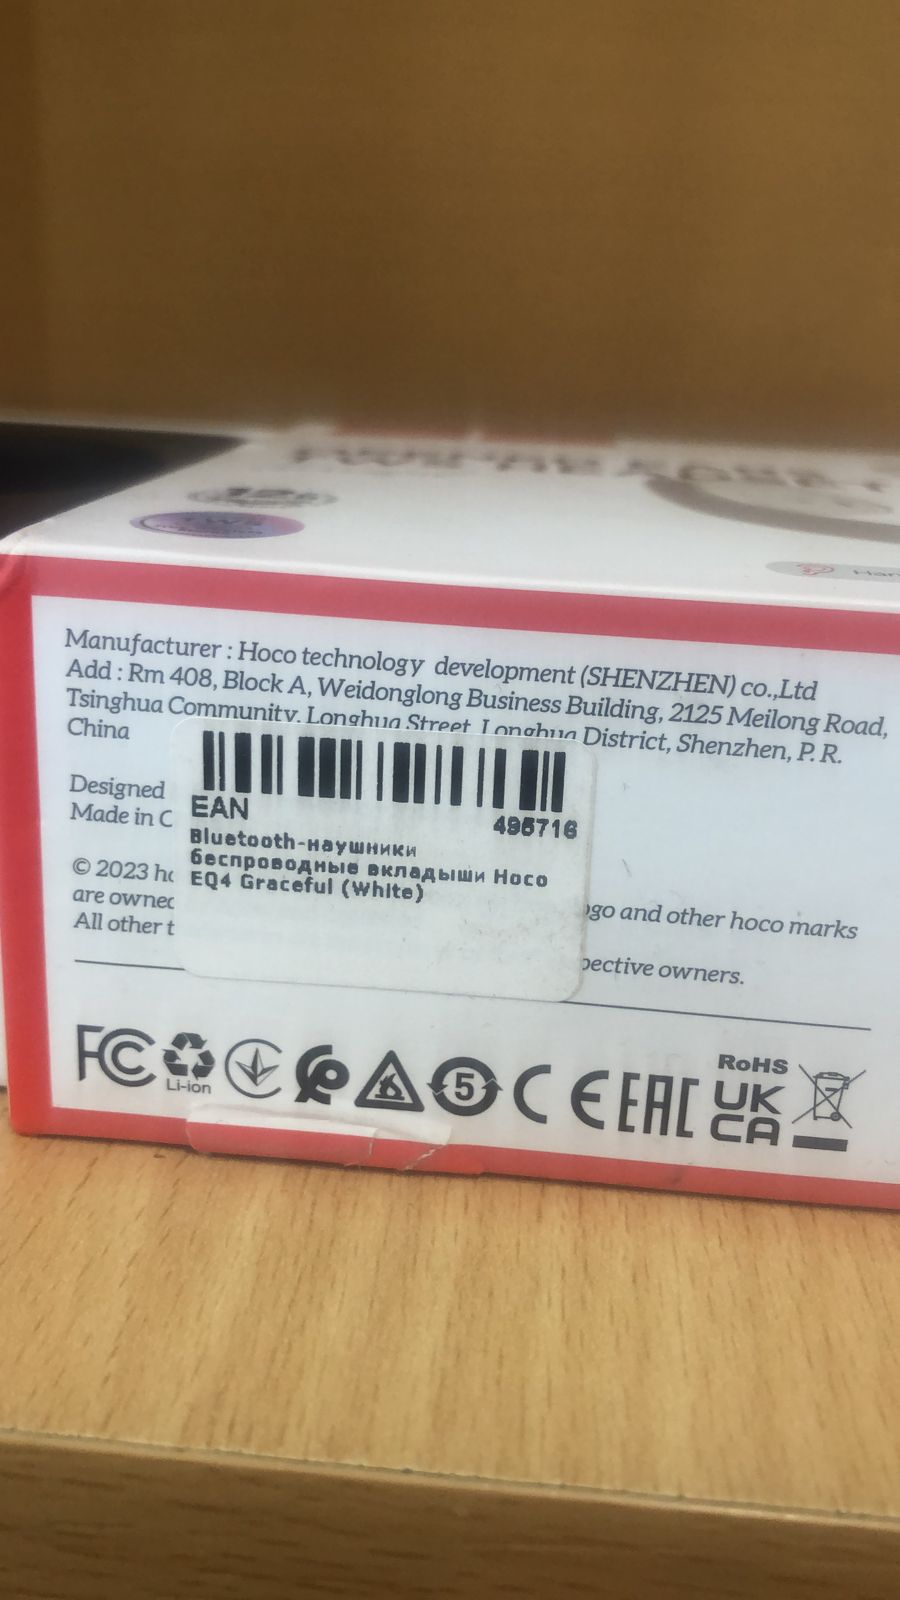 TWS
Manufacturer : Hoco technology development (SHENZHEN) co.,Ltd
Add : Rm 408, Block A, Weidonglong Business Building, 2125 Meilong Road,
Tsinghua Community, Longhua Street, Longhua District, Shenzhen, P. R.
China
Designed
Made in C
EAN
495716
Bluetooth-наушники
беспроводные вкладыши Hoco
EQ4 Graceful (White)
© 2023 ho
are owned
ogo and other hoco marks
All other t
pective owners.
FC
Li-ion
5
CE
EAC
RoHS
UK
CA